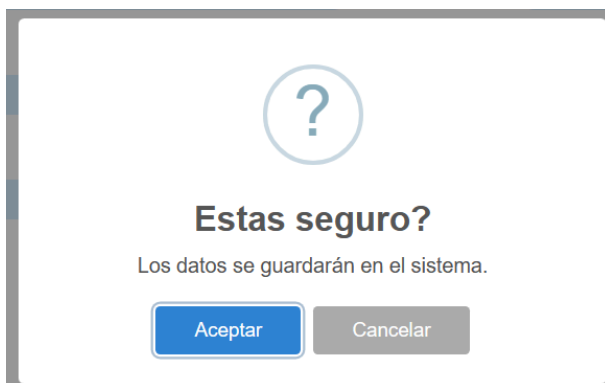 ?
Estas seguro?
Los datos se guardarán en el sistema.
Aceptar Cancelar